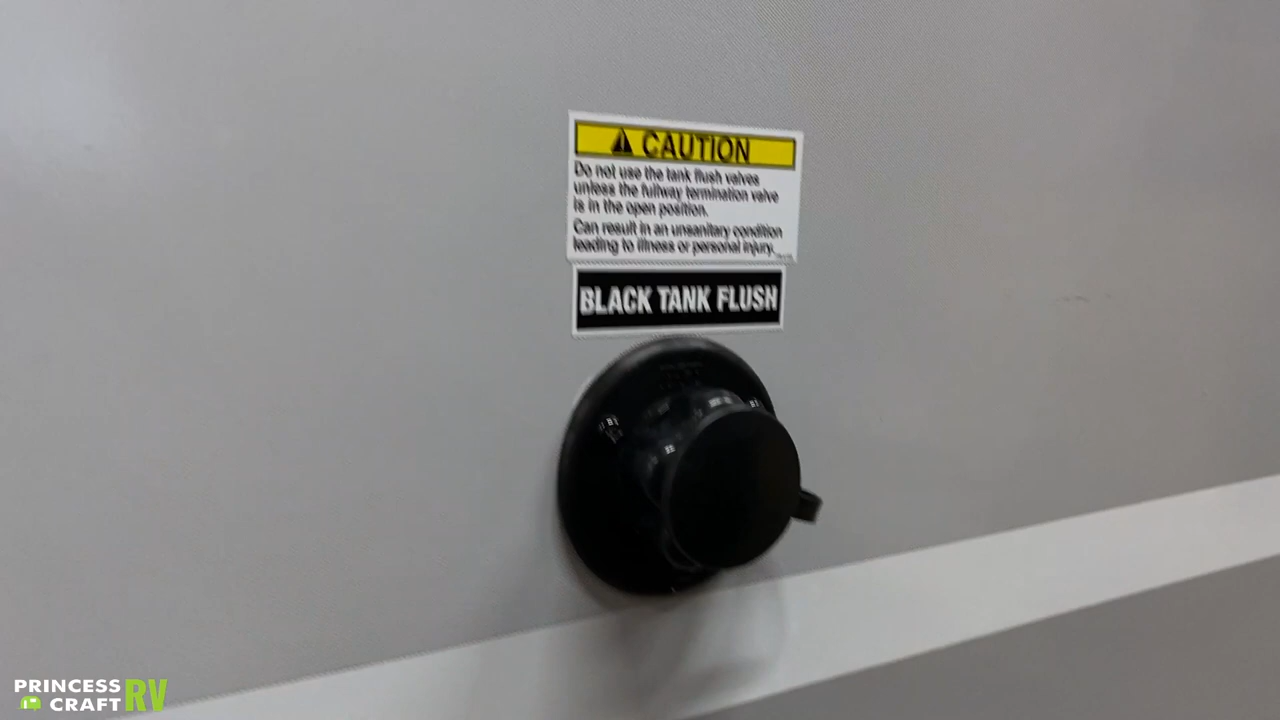 CAUTION
Do not use the tank flush valves
unless the fullway termination valve
is in the open position.
Can result in an unsanitary condition
leading to illness or personal injury.
BLACK TANK FLUSH
PRINCESS
CRAFT RV